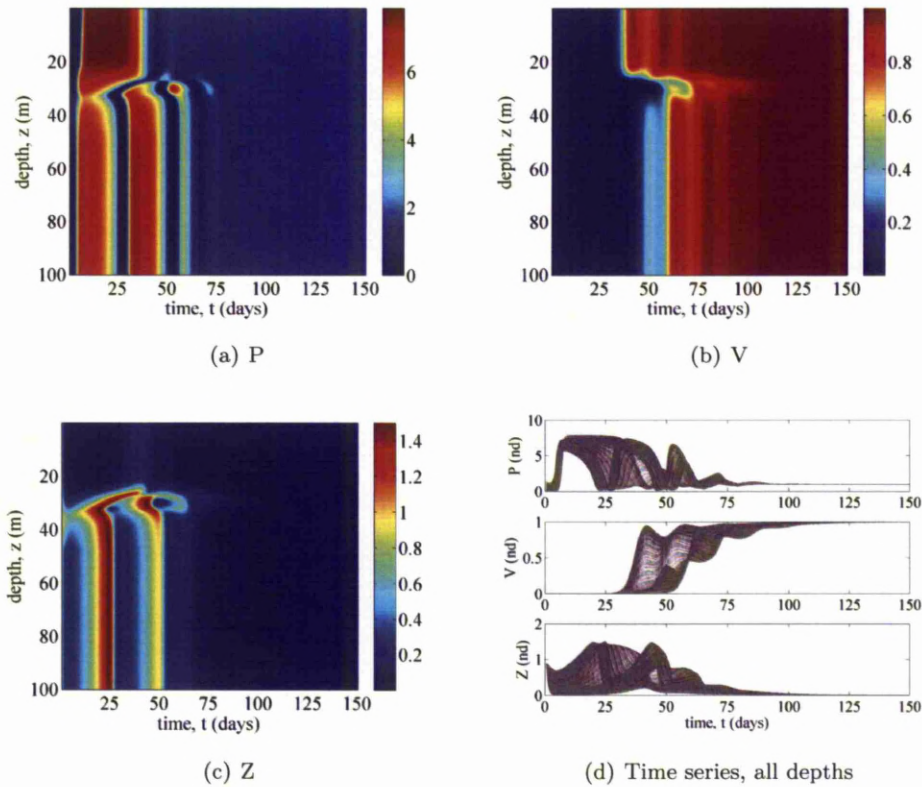 20
40
60
80
100
depth, z (m)
25 50 75 100 125 150
time, t (days)
6
4
2
0
(a) P
20
40
60
80
100
depth, z (m)
25 50 75 100 125 150
time, t (days)
0.8
0.6
0.4
0.2
(b) V
20
40
60
80
100
depth, z (m)
25 50 75 100 125 150
time, t (days)
1.4
1.2
1
0.8
0.6
0.4
0.2
(c) Z
10
5
0
P (nd)
0 25 50 75 100 125 150
1
0.5
0
V (nd)
0 25 50 75 100 125 150
2
1
0
Z (nd)
0 25 50 75 100 125 150
time, t (days)
(d) Time series, all depths